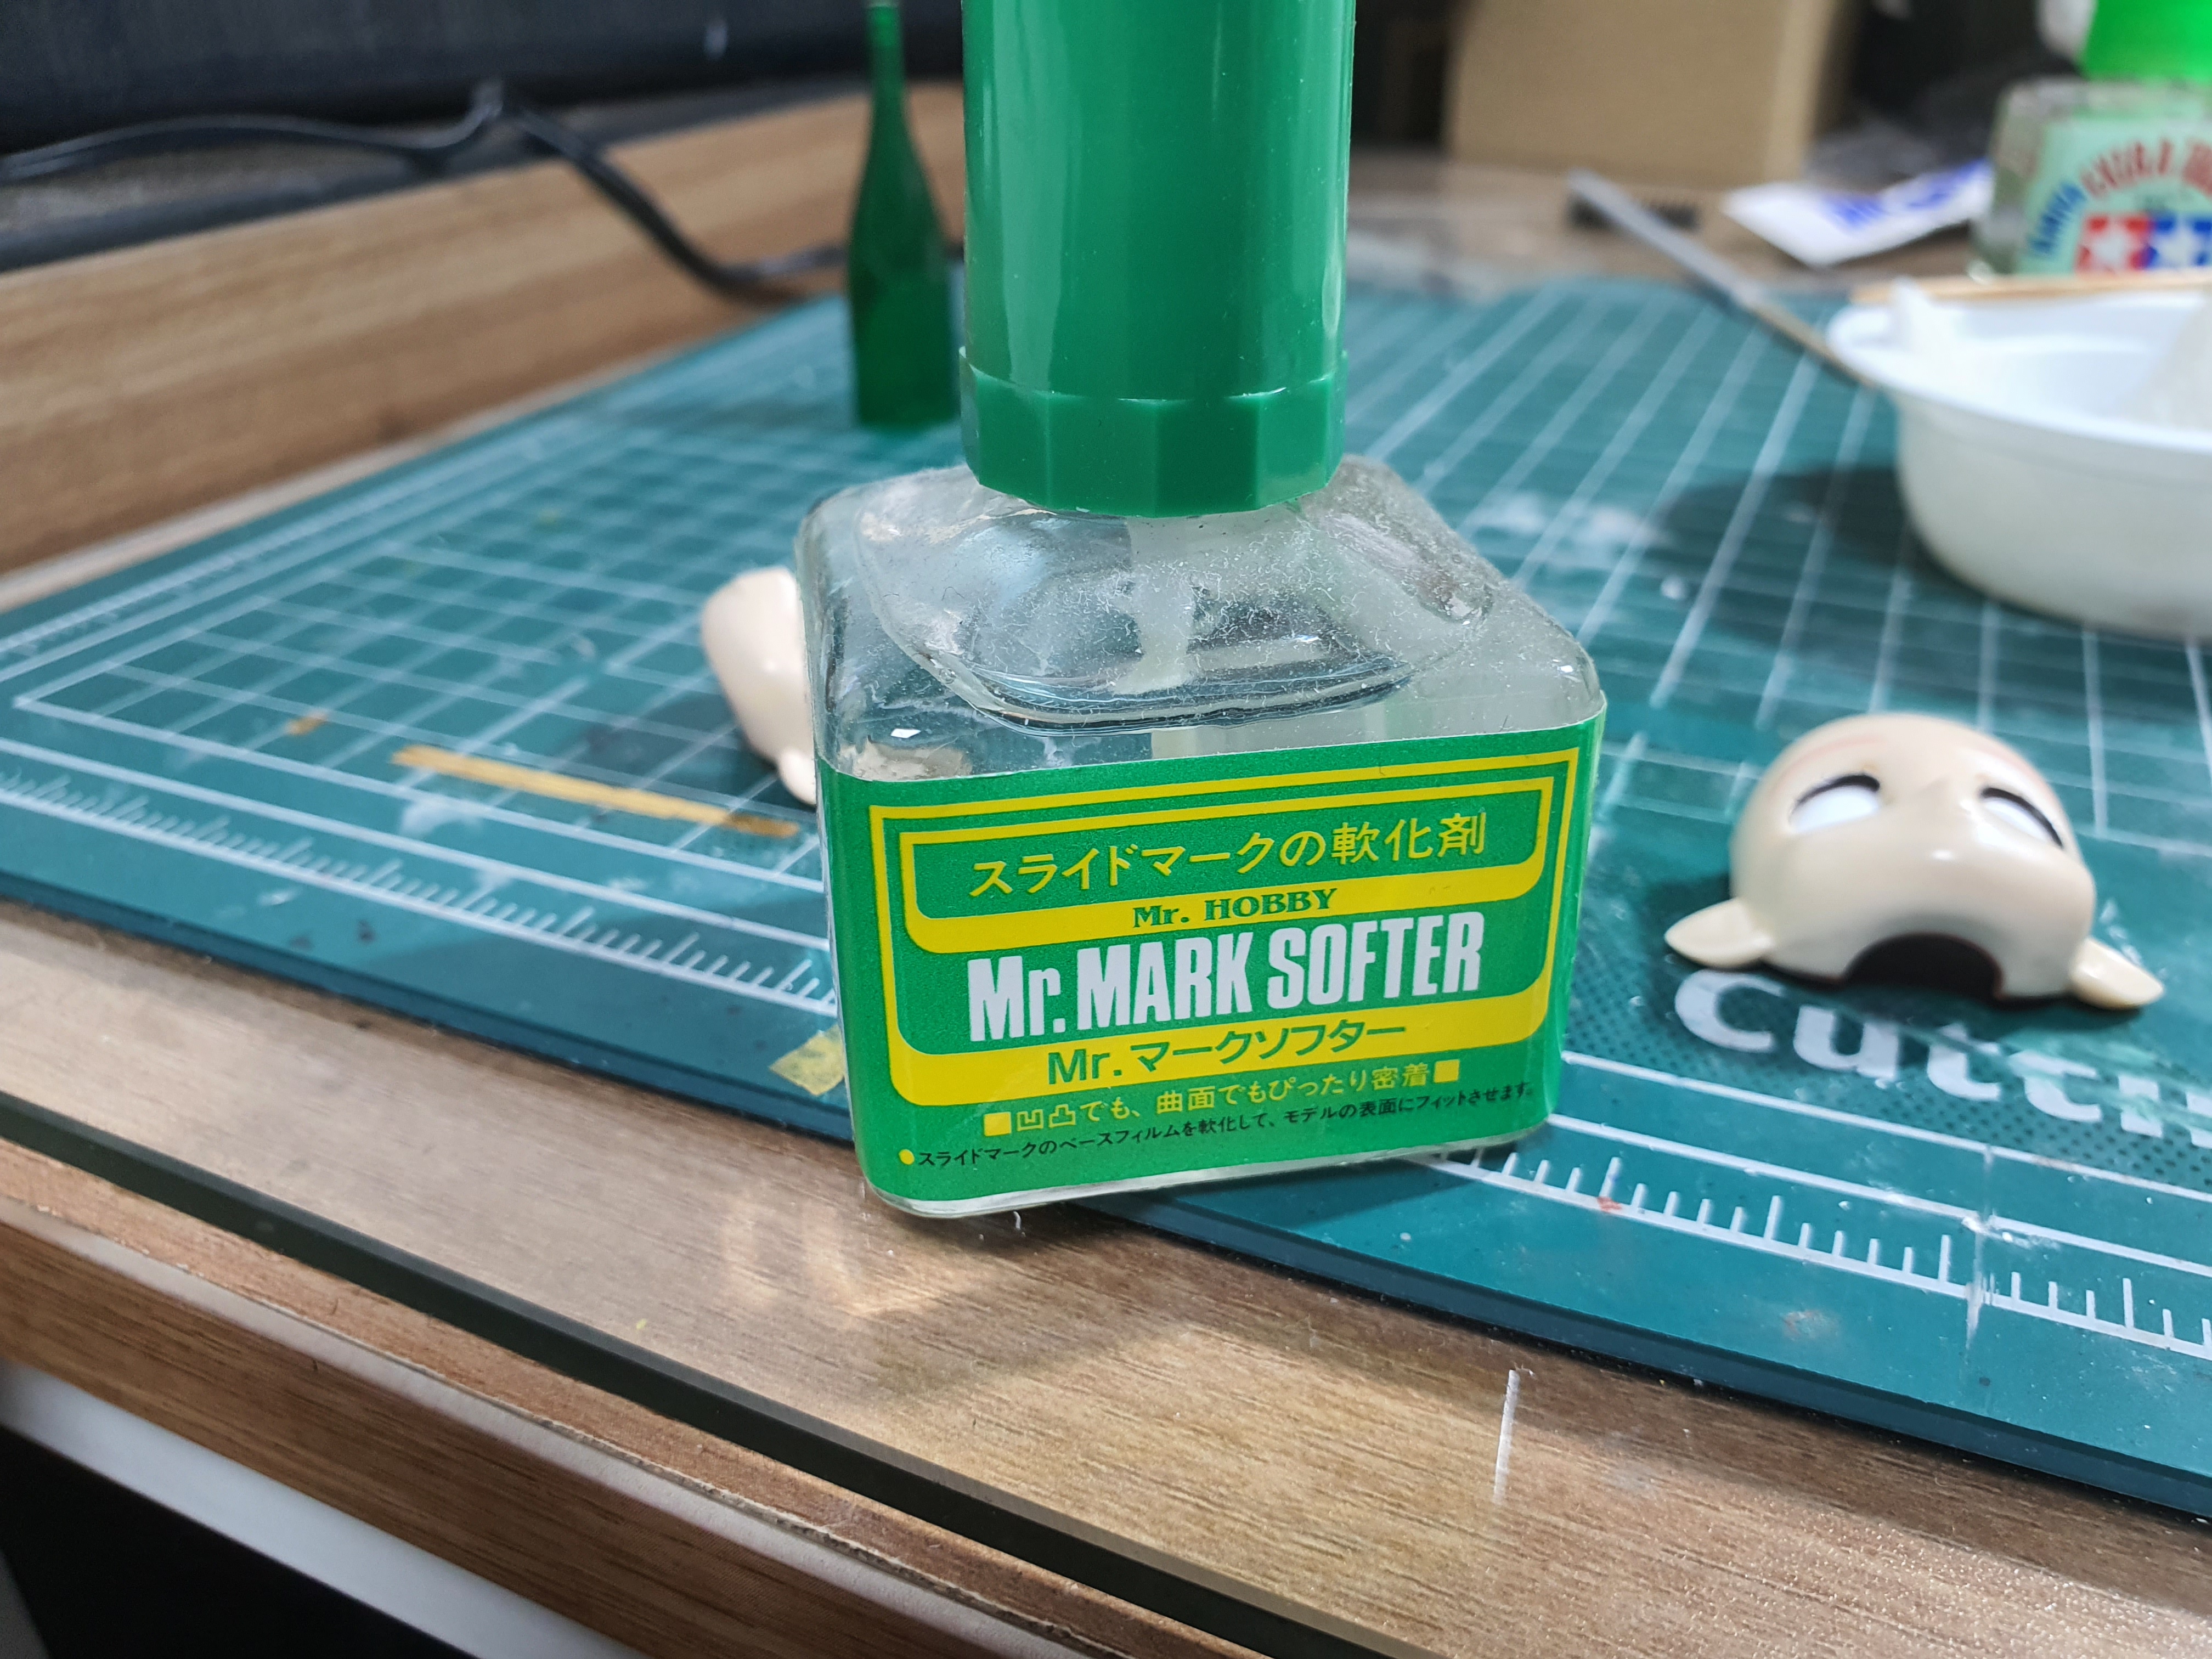 スライドマークの軟化剤
Mr. HOBBY
Mr. MARK SOFTER
Mr. マークソフター
■凹凸でも、曲面でもぴったり密着■
●スライドマークのベースフィルムを軟化して、モデルの表面にフィットさせます。
TAMIYA
Cutti